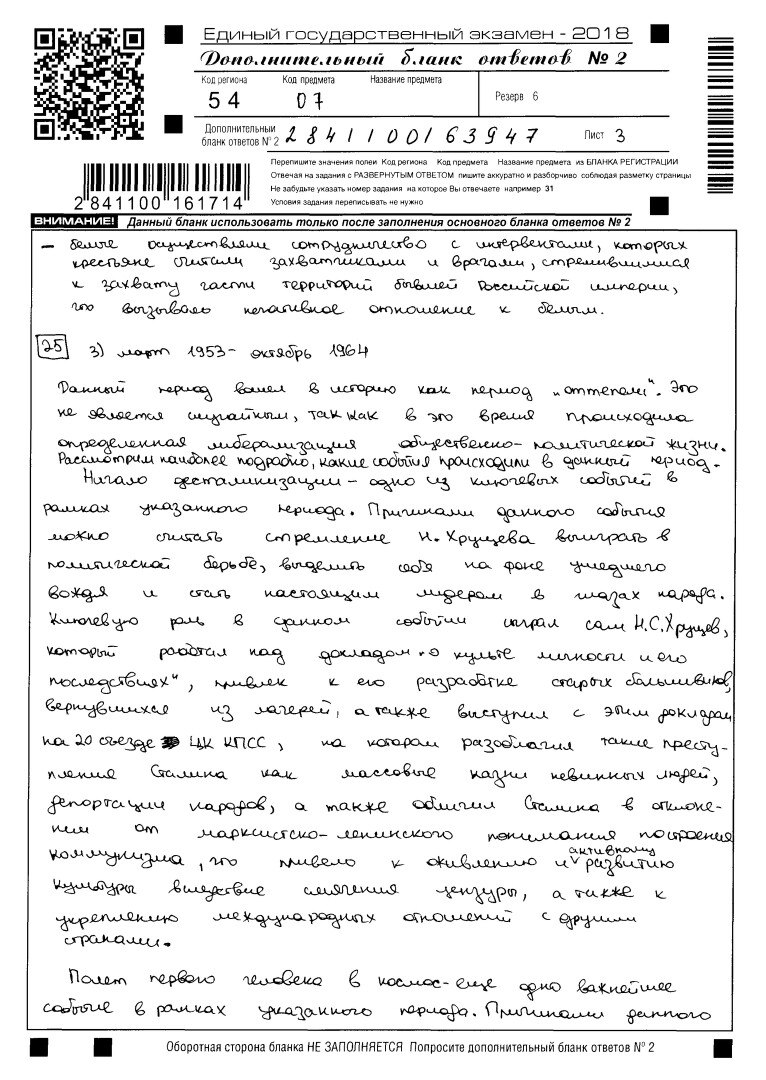 Единый государственный экзамен - 2018
Дополнительный бланк ответов № 2
Код региона Код предмета Название предмета
54 07
Резерв 6
Дополнительный бланк ответов № 2 2841100163947 Лист 3
Перепишите значения полей Код региона Код предмета Название предмета из БЛАНКА РЕГИСТРАЦИИ
Отвечая на задания с РАЗВЕРНУТЫМ ОТВЕТОМ пишите аккуратно и разборчиво соблюдая разметку страницы
Не забудьте указать номер задания на которое Вы отвечаете например 31
Условия задания переписывать не нужно
2 841100 161714
ВНИМАНИЕ! Данный бланк использовать только после заполнения основного бланка ответов № 2
– белые осуществляли сотрудничество с интервентами, которых
крестьяне считали захватчиками и врагами, стремившимися
к захвату части территорий бывшей Российской империи,
что вызывало негативное отношение к белым.
25 3) март 1953- октябрь 1964
Данный период вошел в историю как период „оттепели". Это
не является случайным, так как в это время происходила
определенная либерализация общественно-политической жизни.
Рассмотрим наиболее подробно, какие события происходили в данный период.
Начало десталинизации – одно из ключевых событий в
рамках указанного периода. Причинами данного события
можно считать стремление Н. Хрущева выиграть в
политической борьбе, выделить себя на фоне ушедшего
вождя и стать настоящим лидером в глазах народа.
Ключевую роль в данном событии сыграл сам Н.С.Хрущев,
который работал над докладом „о культе личности и его
последствиях", привлек к его разработке старых большевиков,
вернувшихся из лагерей, а также выступил с этим докладом
на 20 съезде ЦК КПСС, на котором разоблачил такие престу-
пления Сталина как массовые казни невинных людей,
депортации народов, а также обличил Сталина в отклоне-
нии от марксистско-ленинского понимания построения
коммунизма, что привело к оживлению и активному развитию
культуры вследствие смягчения цензуры, а также к
укреплению международных отношений с другими
странами.
Полет первого человека в космос-еще одно важнейшее
событие в рамках указанного периода. Причинами данного
Оборотная сторона бланка НЕ ЗАПОЛНЯЕТСЯ Попросите дополнительный бланк ответов № 2